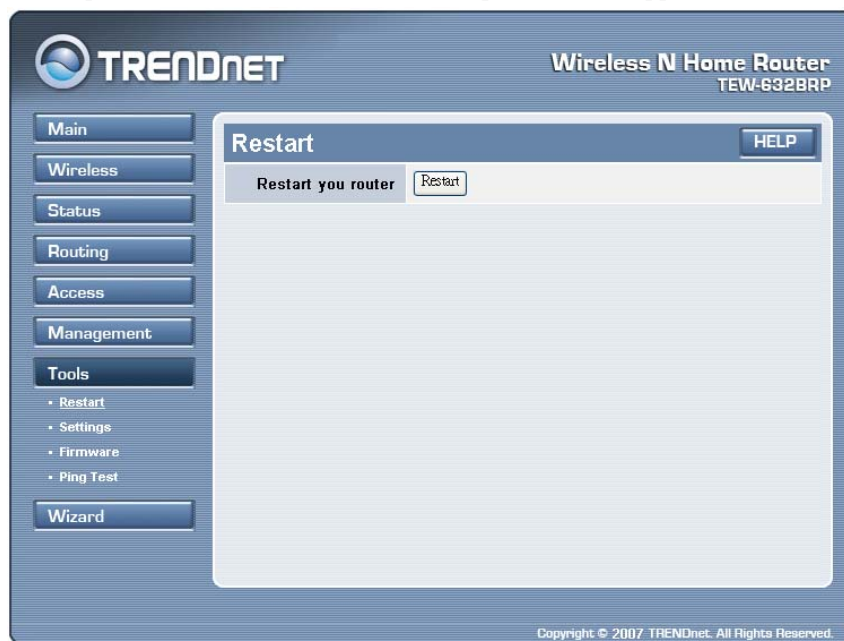 TRENDNET
Wireless N Home Router
TEW-632BRP
Main
Wireless
Status
Routing
Access
Management
Tools
• Restart
• Settings
• Firmware
• Ping Test
Wizard
Restart
HELP
Restart you router
Restart
Copyright © 2007 TRENDnet. All Rights Reserved.